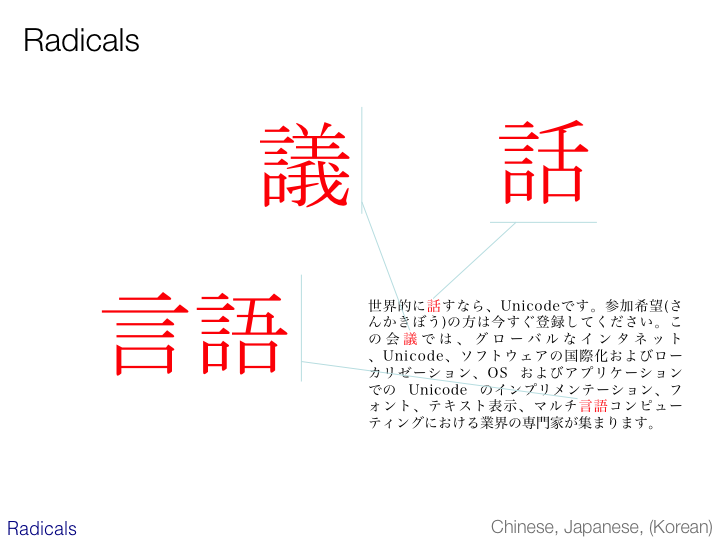 Radicals
議
話
言語
世界的に話すなら、Unicodeです。参加希望(さ
んかきぼう)の方は今すぐ登録してください。こ
の会議では、グローバルなインタネット
、Unicode、ソフトウェアの国際化およびロー
カリゼーション、OS およびアプリケーション
での Unicode のインプリメンテーション、フ
ォント、テキスト表示、マルチ言語コンピュー
ティングにおける業界の専門家が集まります。
Radicals
Chinese, Japanese, (Korean)